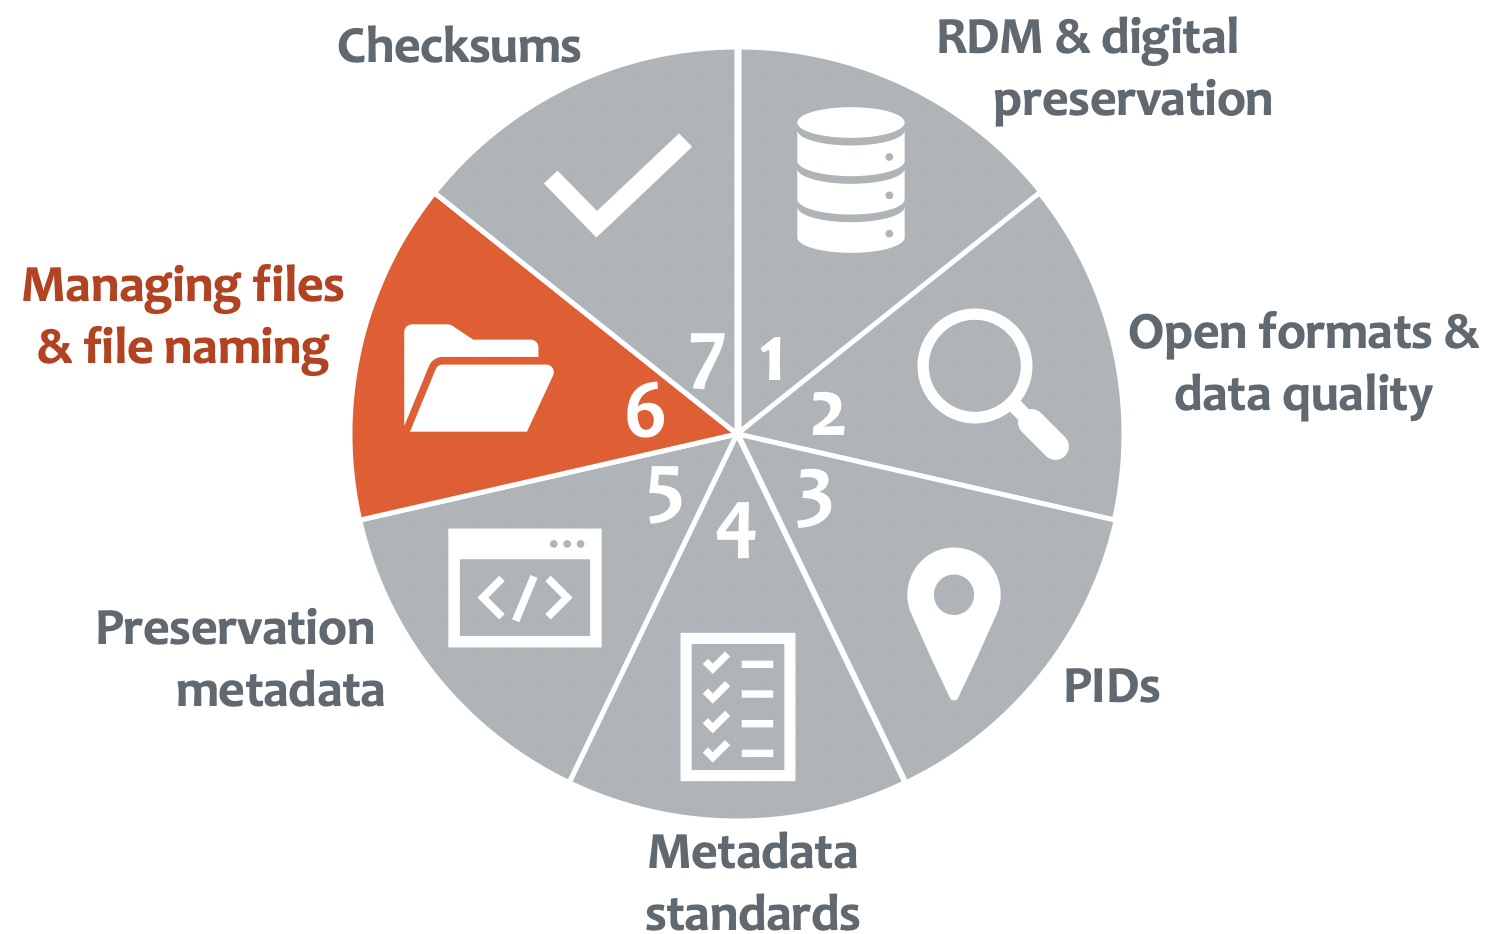 RDM & digital
preservation
1
Open formats &
data quality
2
PIDs
3
Metadata
standards
4
Preservation
metadata
5
Managing files
& file naming
6
Checksums
7